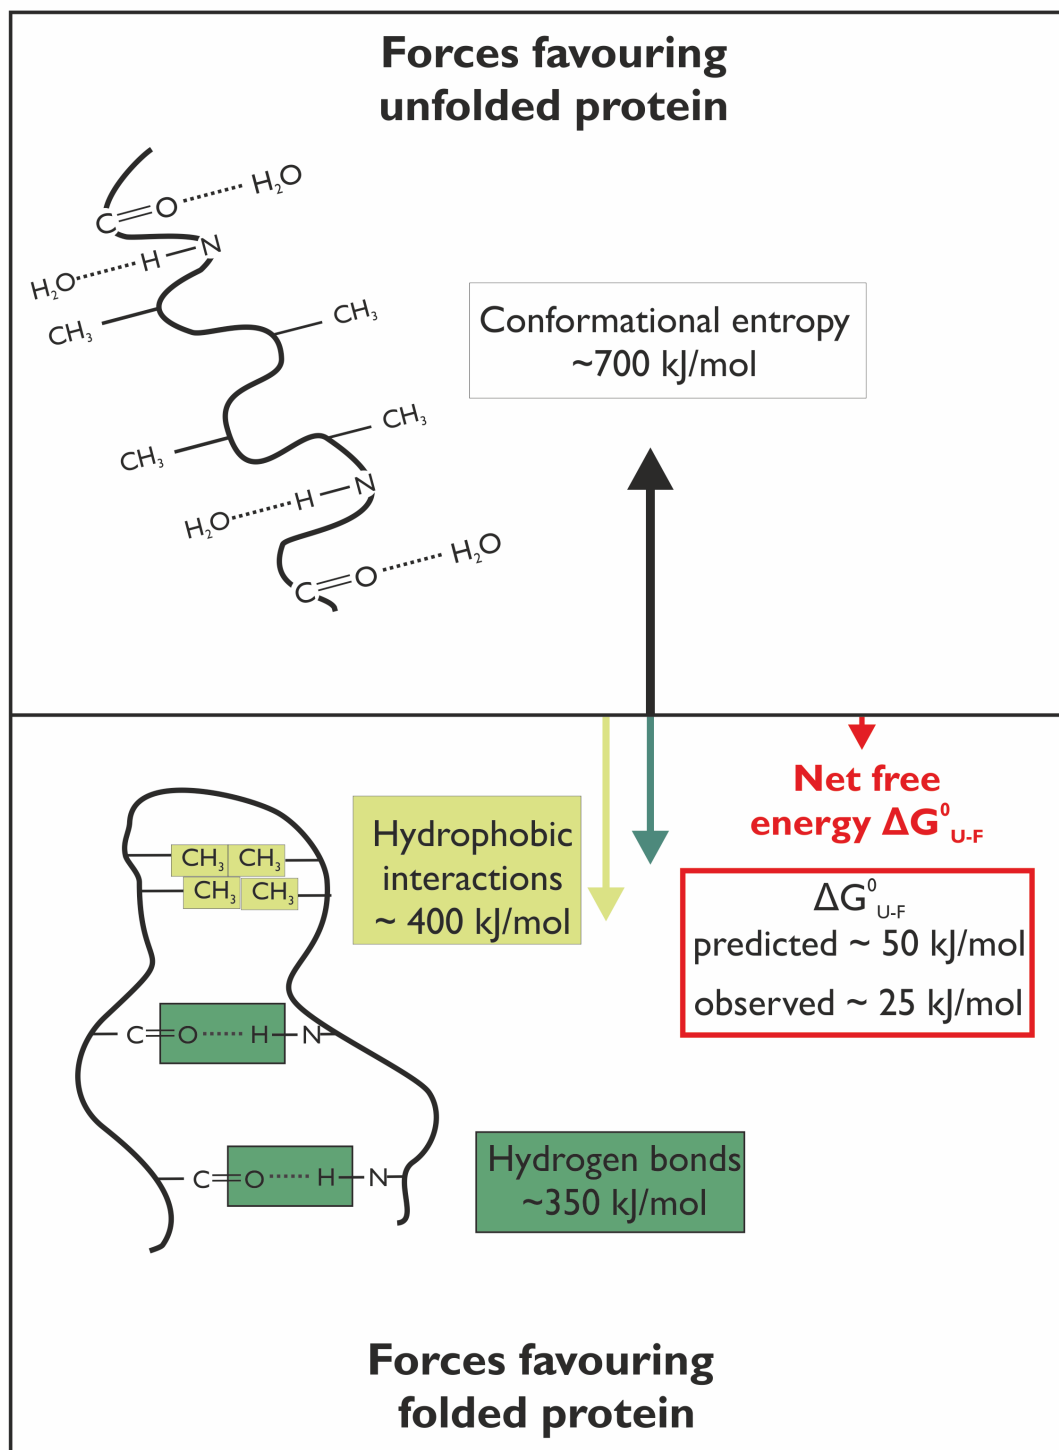 Forces favouring
unfolded protein
H₂O
C=O
H—N
H₂O
CH₃
CH₃
Conformational entropy
~700 kJ/mol
CH₃
CH₃
H—N
H₂O
H₂O
C=O
Net free
energy ΔG⁰U-F
Hydrophobic
interactions
~ 400 kJ/mol
CH₃ CH₃
CH₃ CH₃
ΔG⁰U-F
predicted ~ 50 kJ/mol
observed ~ 25 kJ/mol
C=O······H—N
C=O······H—N
Hydrogen bonds
~350 kJ/mol
Forces favouring
folded protein